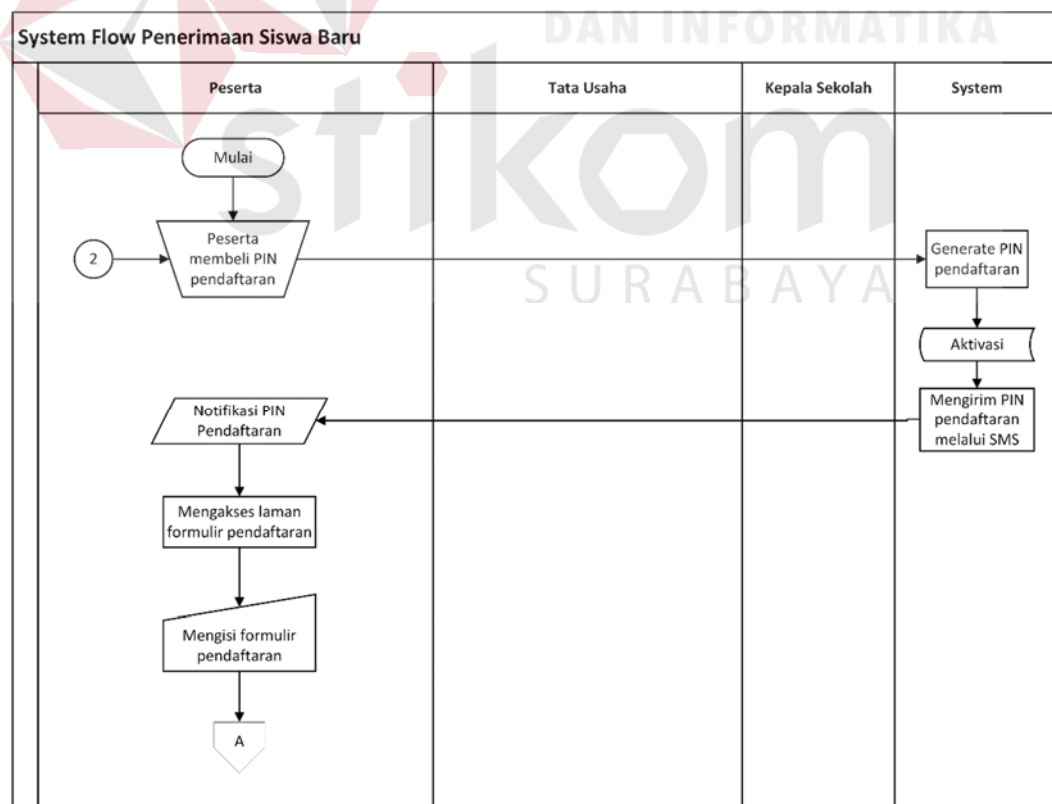 DAN INFORMATIKA
stikom
SURABAYA
System Flow Penerimaan Siswa Baru
Peserta
Tata Usaha
Kepala Sekolah
System
Mulai
2
Peserta
membeli PIN
pendaftaran
Generate PIN
pendaftaran
Aktivasi
Mengirim PIN
pendaftaran
melalui SMS
Notifikasi PIN
Pendaftaran
Mengakses laman
formulir pendaftaran
Mengisi formulir
pendaftaran
A